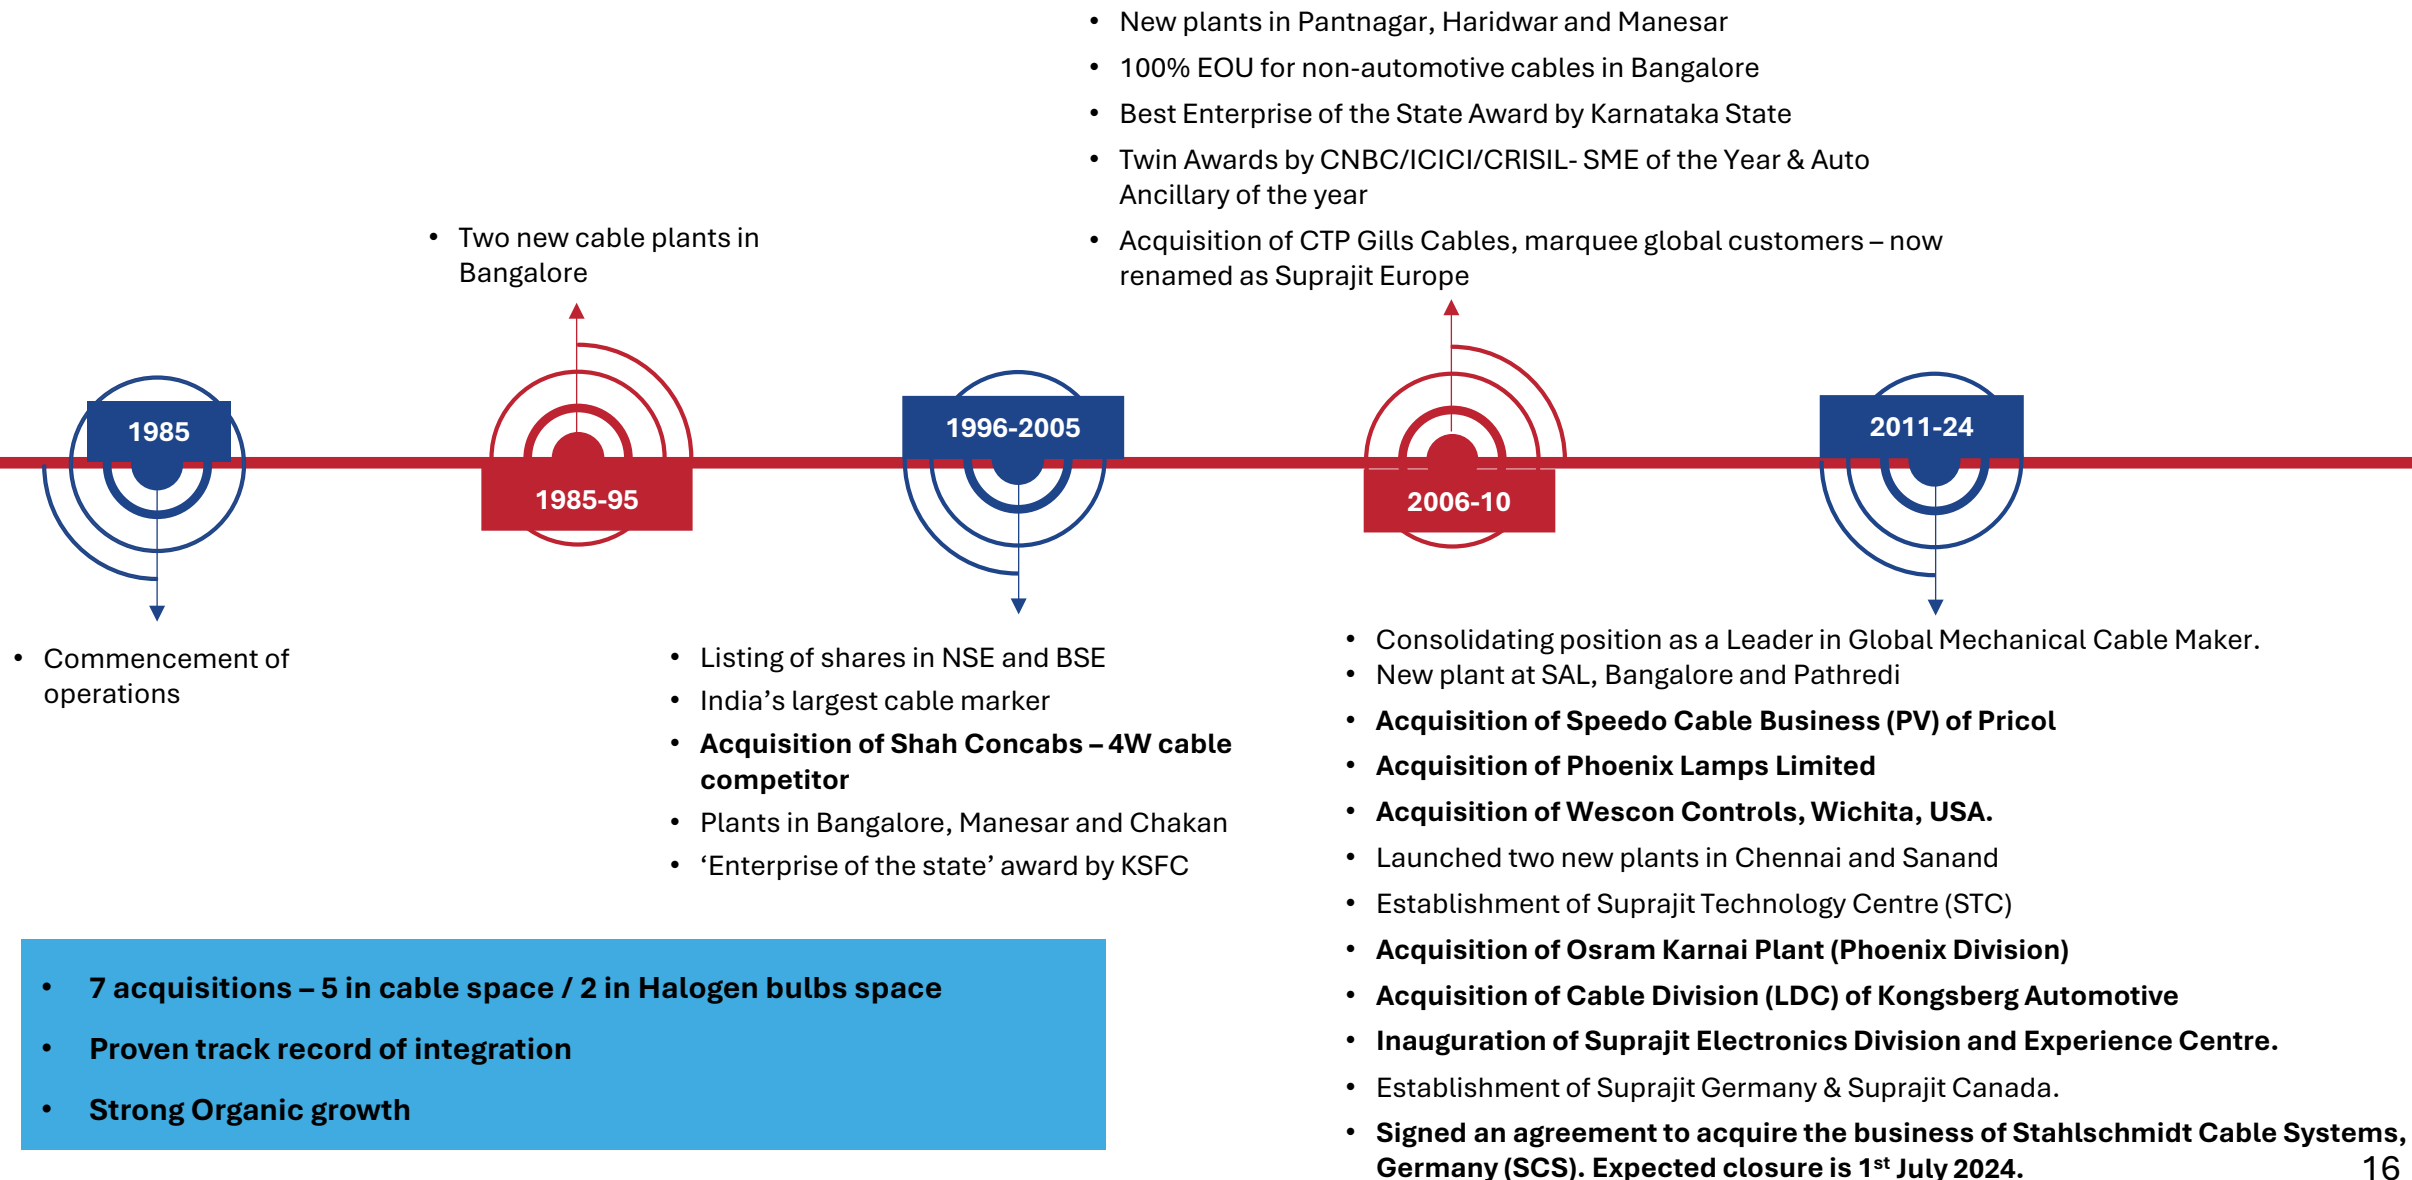 • New plants in Pantnagar, Haridwar and Manesar
• 100% EOU for non-automotive cables in Bangalore
• Best Enterprise of the State Award by Karnataka State
• Twin Awards by CNBC/ICICI/CRISIL- SME of the Year & Auto
Ancillary of the year
• Acquisition of CTP Gills Cables, marquee global customers – now
renamed as Suprajit Europe
• Two new cable plants in
Bangalore
1985
1985-95
1996-2005
2006-10
2011-24
• Commencement of
operations
• Listing of shares in NSE and BSE
• India’s largest cable marker
• Acquisition of Shah Concabs – 4W cable
competitor
• Plants in Bangalore, Manesar and Chakan
• ‘Enterprise of the state’ award by KSFC
• Consolidating position as a Leader in Global Mechanical Cable Maker.
• New plant at SAL, Bangalore and Pathredi
• Acquisition of Speedo Cable Business (PV) of Pricol
• Acquisition of Phoenix Lamps Limited
• Acquisition of Wescon Controls, Wichita, USA.
• Launched two new plants in Chennai and Sanand
• Establishment of Suprajit Technology Centre (STC)
• Acquisition of Osram Karnai Plant (Phoenix Division)
• Acquisition of Cable Division (LDC) of Kongsberg Automotive
• Inauguration of Suprajit Electronics Division and Experience Centre.
• Establishment of Suprajit Germany & Suprajit Canada.
• Signed an agreement to acquire the business of Stahlschmidt Cable Systems,
Germany (SCS). Expected closure is 1st July 2024.
• 7 acquisitions – 5 in cable space / 2 in Halogen bulbs space
• Proven track record of integration
• Strong Organic growth
16